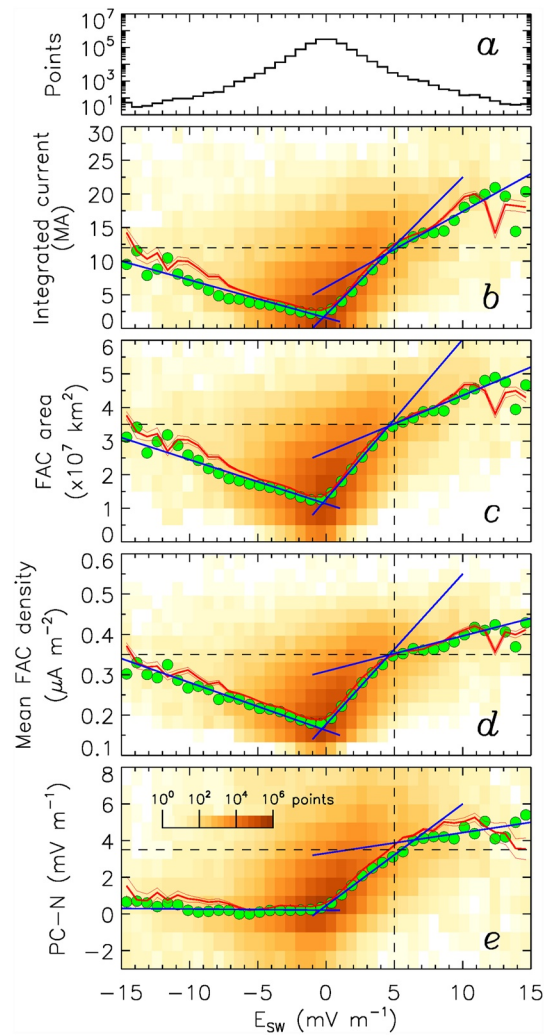 10⁷
10⁵
10³
10¹
Points
a
30
25
20
15
10
5
0
Integrated current
(MA)
b
6
5
4
3
2
1
0
FAC area
(x10⁷ km²)
c
0.6
0.5
0.4
0.3
0.2
0.1
Mean FAC density
(μA m⁻²)
d
8
6
4
2
0
−2
PC−N (mV m⁻¹)
10⁰ 10² 10⁴ 10⁶ points
e
−15 −10 −5 0 5 10 15
E_SW (mV m⁻¹)